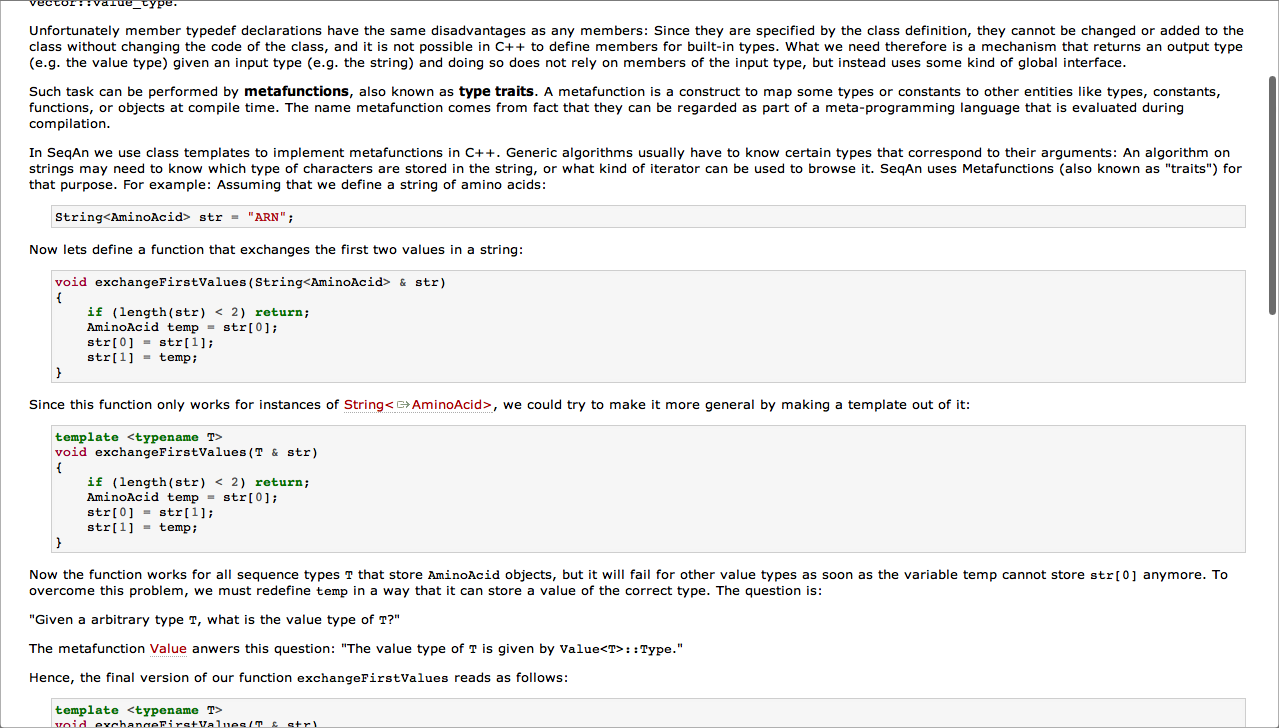 vector::value_type.
Unfortunately member typedef declarations have the same disadvantages as any members: Since they are specified by the class definition, they cannot be changed or added to the
class without changing the code of the class, and it is not possible in C++ to define members for built-in types. What we need therefore is a mechanism that returns an output type
(e.g. the value type) given an input type (e.g. the string) and doing so does not rely on members of the input type, but instead uses some kind of global interface.
Such task can be performed by metafunctions, also known as type traits. A metafunction is a construct to map some types or constants to other entities like types, constants,
functions, or objects at compile time. The name metafunction comes from fact that they can be regarded as part of a meta-programming language that is evaluated during
compilation.
In SeqAn we use class templates to implement metafunctions in C++. Generic algorithms usually have to know certain types that correspond to their arguments: An algorithm on
strings may need to know which type of characters are stored in the string, or what kind of iterator can be used to browse it. SeqAn uses Metafunctions (also known as "traits") for
that purpose. For example: Assuming that we define a string of amino acids:
String<AminoAcid> str = "ARN";
Now lets define a function that exchanges the first two values in a string:
void exchangeFirstValues(String<AminoAcid> & str)
{
    if (length(str) < 2) return;
    AminoAcid temp = str[0];
    str[0] = str[1];
    str[1] = temp;
}
Since this function only works for instances of String<AminoAcid>, we could try to make it more general by making a template out of it:
template <typename T>
void exchangeFirstValues(T & str)
{
    if (length(str) < 2) return;
    AminoAcid temp = str[0];
    str[0] = str[1];
    str[1] = temp;
}
Now the function works for all sequence types T that store AminoAcid objects, but it will fail for other value types as soon as the variable temp cannot store str[0] anymore. To
overcome this problem, we must redefine temp in a way that it can store a value of the correct type. The question is:
"Given a arbitrary type T, what is the value type of T?"
The metafunction Value anwers this question: "The value type of T is given by Value<T>::Type."
Hence, the final version of our function exchangeFirstValues reads as follows:
template <typename T>
void exchangeFirstValues(T & str)